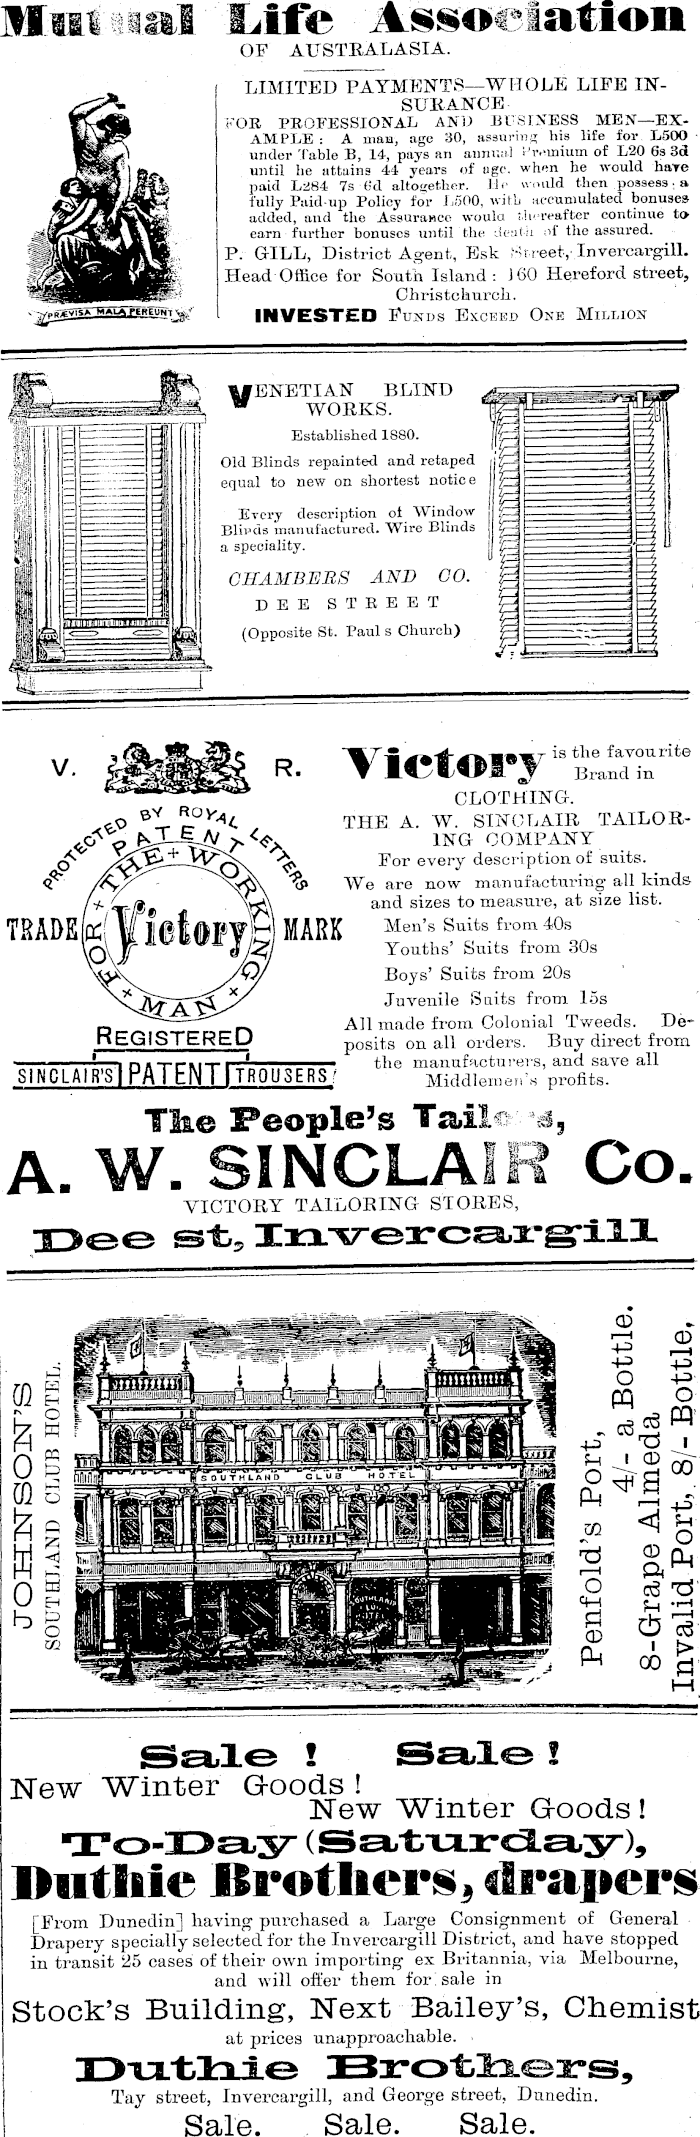 Mutual Life Association
OF AUSTRALASIA.
LIMITED PAYMENTS—WHOLE LIFE IN-
SURANCE
FOR PROFESSIONAL AND BUSINESS MEN—EX-
AMPLE: A man, age 30, assuring his life for L500
under Table B, 14, pays an annual Premium of L20 6s 3d
until he attains 44 years of age. when he would have
paid L284 7s 6d altogether. He would then possess a
fully Paid-up Policy for L500, with accumulated bonuses
added, and the Assurance would thereafter continue to
earn further bonuses until the death of the assured.
P. GILL, District Agent, Esk Street, Invercargill.
Head Office for South Island: 160 Hereford street,
Christchurch.
INVESTED FUNDS EXCEED ONE MILLION
PRÆVISA MALA PEREUNT
VENETIAN BLIND
WORKS.
Established 1880.
Old Blinds repainted and retaped
equal to new on shortest notice
Every description of Window
Blinds manufactured. Wire Blinds
a speciality.
CHAMBERS AND CO.
DEE STREET
(Opposite St. Paul s Church)
V. R.
PROTECTED BY ROYAL LETTERS
PATENT
FOR + THE + WORKING + MAN +
TRADE Victory MARK
REGISTERED
SINCLAIR'S PATENT TROUSERS
Victory is the favourite
Brand in
CLOTHING.
THE A. W. SINCLAIR TAILOR-
ING COMPANY
For every description of suits.
We are now manufacturing all kinds
and sizes to measure, at size list.
Men's Suits from 40s
Youths' Suits from 30s
Boys' Suits from 20s
Juvenile Suits from 15s
All made from Colonial Tweeds. De-
posits on all orders. Buy direct from
the manufacturers, and save all
Middlemen's profits.
The People's Tailors,
A. W. SINCLAIR Co.
VICTORY TAILORING STORES,
Dee st, Invercargill
JOHNSON'S
SOUTHLAND CLUB HOTEL.
SOUTHLAND CLUB HOTEL
SOUTHLAND
CLUB
HOTEL
Penfold's Port,
4/- a Bottle.
8-Grape Almeda
Invalid Port, 8/- Bottle,
Sale! Sale!
New Winter Goods!
New Winter Goods!
To-Day (Saturday),
Duthie Brothers, drapers
[From Dunedin] having purchased a Large Consignment of General
Drapery specially selected for the Invercargill District, and have stopped
in transit 25 cases of their own importing ex Britannia, via Melbourne,
and will offer them for sale in
Stock's Building, Next Bailey's, Chemist
at prices unapproachable.
Duthie Brothers,
Tay street, Invercargill, and George street, Dunedin.
Sale. Sale. Sale.